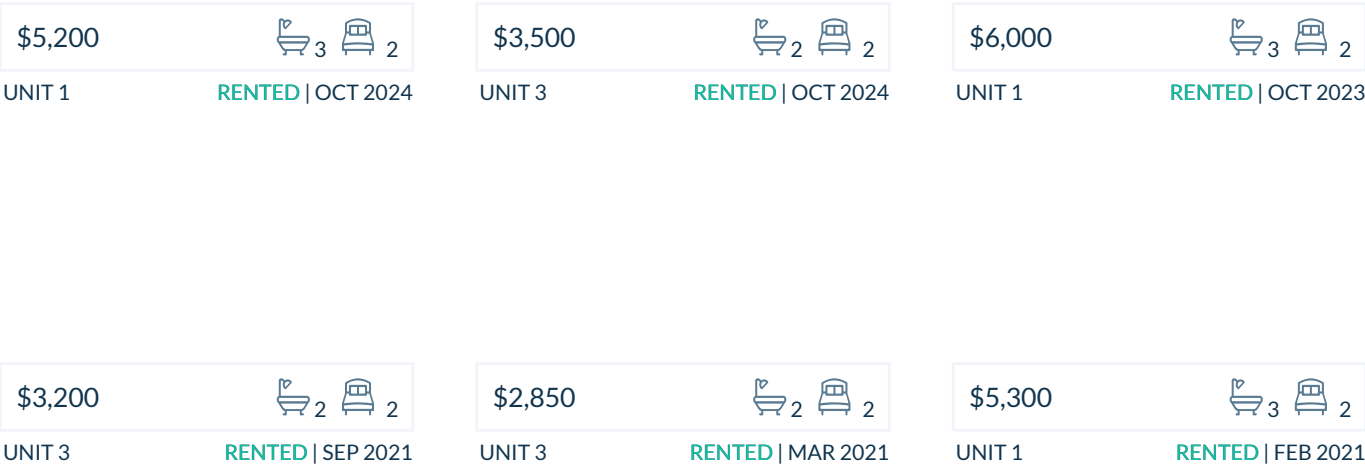 $5,200 3 2
UNIT 1 RENTED | OCT 2024
$3,500 2 2
UNIT 3 RENTED | OCT 2024
$6,000 3 2
UNIT 1 RENTED | OCT 2023
$3,200 2 2
UNIT 3 RENTED | SEP 2021
$2,850 2 2
UNIT 3 RENTED | MAR 2021
$5,300 3 2
UNIT 1 RENTED | FEB 2021